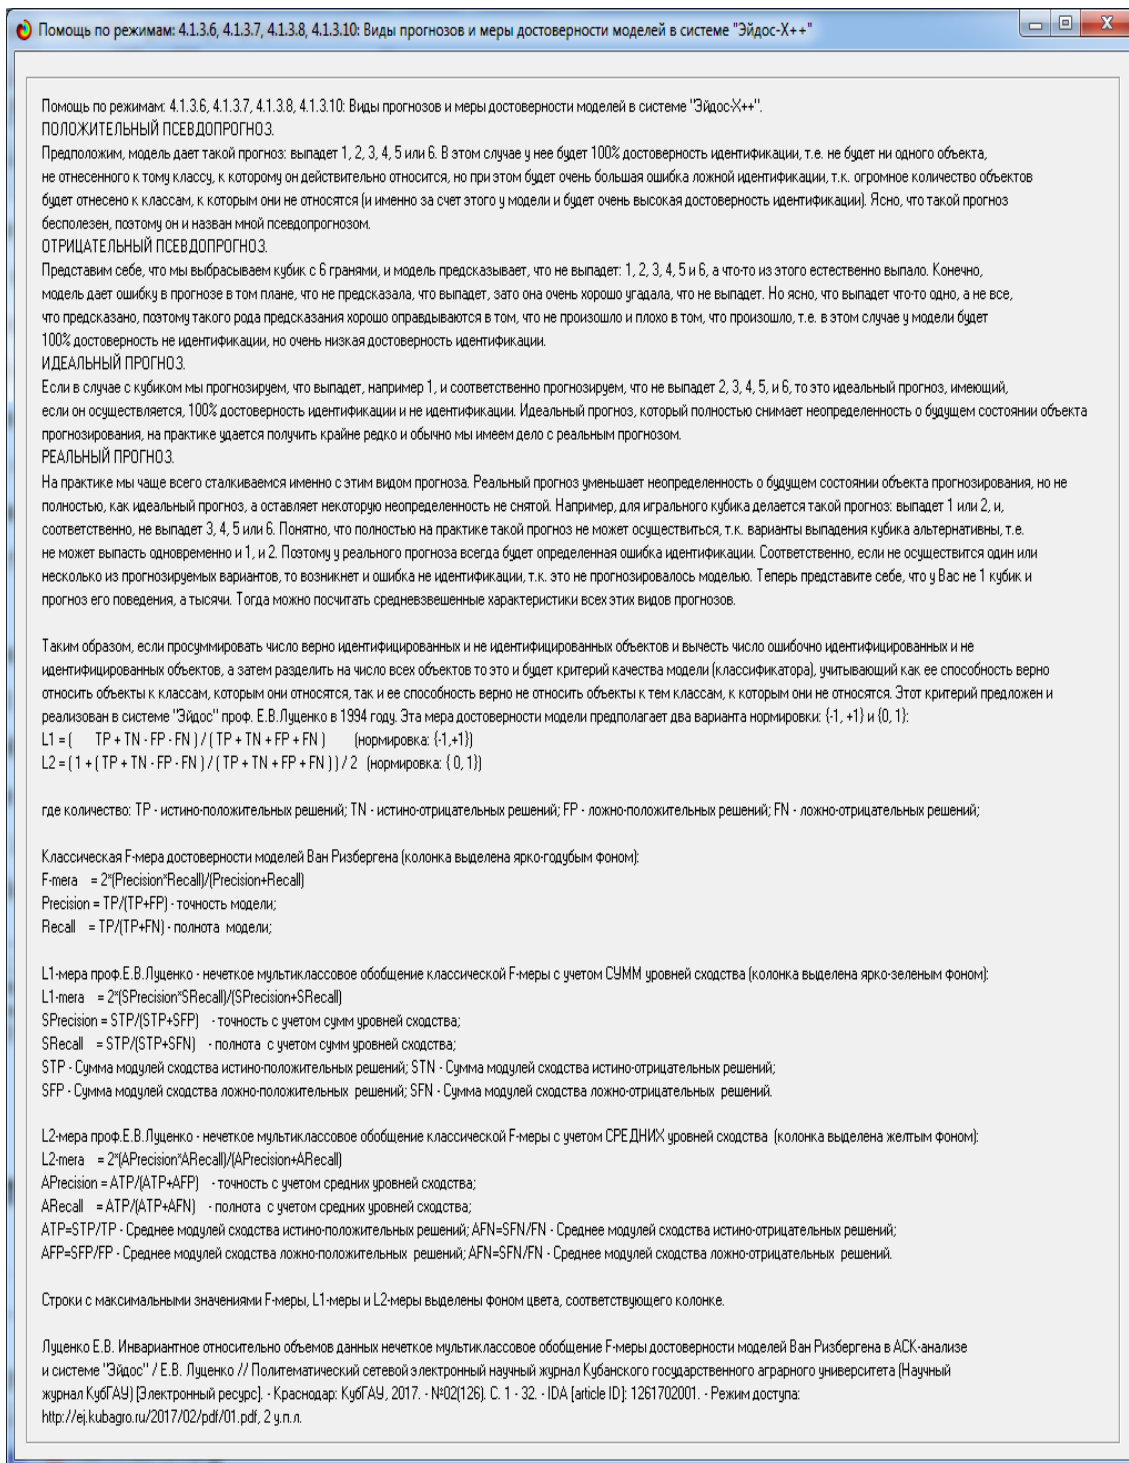 Помощь по режимам: 4.1.3.6, 4.1.3.7, 4.1.3.8, 4.1.3.10: Виды прогнозов и меры достоверности моделей в системе "Эйдос-Х++"
Помощь по режимам: 4.1.3.6, 4.1.3.7, 4.1.3.8, 4.1.3.10: Виды прогнозов и меры достоверности моделей в системе "Эйдос-Х++".
ПОЛОЖИТЕЛЬНЫЙ ПСЕВДОПРОГНОЗ.
Предположим, модель дает такой прогноз: выпадет 1, 2, 3, 4, 5 или 6. В этом случае у нее будет 100% достоверность идентификации, т.е. не будет ни одного объекта,
не отнесенного к тому классу, к которому он действительно относится, но при этом будет очень большая ошибка ложной идентификации, т.к. огромное количество объектов
будет отнесено к классам, к которым они не относятся (и именно за счет этого у модели и будет очень высокая достоверность идентификации). Ясно, что такой прогноз
бесполезен, поэтому он и назван мной псевдопрогнозом.
ОТРИЦАТЕЛЬНЫЙ ПСЕВДОПРОГНОЗ.
Представим себе, что мы выбрасываем кубик с 6 гранями, и модель предсказывает, что не выпадет: 1, 2, 3, 4, 5 и 6, а что-то из этого естественно выпало. Конечно,
модель дает ошибку в прогнозе в том плане, что не предсказала, что выпадет, зато она очень хорошо угадала, что не выпадет. Но ясно, что выпадет что-то одно, а не все,
что предсказано, поэтому такого рода предсказания хорошо оправдываются в том, что не произошло и плохо в том, что произошло, т.е. в этом случае у модели будет
100% достоверность не идентификации, но очень низкая достоверность идентификации.
ИДЕАЛЬНЫЙ ПРОГНОЗ.
Если в случае с кубиком мы прогнозируем, что выпадет, например 1, и соответственно прогнозируем, что не выпадет 2, 3, 4, 5, и 6, то это идеальный прогноз, имеющий,
если он осуществляется, 100% достоверность идентификации и не идентификации. Идеальный прогноз, который полностью снимает неопределенность о будущем состоянии объекта
прогнозирования, на практике удается получить крайне редко и обычно мы имеем дело с реальным прогнозом.
РЕАЛЬНЫЙ ПРОГНОЗ.
На практике мы чаще всего сталкиваемся именно с этим видом прогноза. Реальный прогноз уменьшает неопределенность о будущем состоянии объекта прогнозирования, но не
полностью, как идеальный прогноз, а оставляет некоторую неопределенность не снятой. Например, для игрального кубика делается такой прогноз: выпадет 1 или 2, и,
соответственно, не выпадет 3, 4, 5 или 6. Понятно, что полностью на практике такой прогноз не может осуществиться, т.к. варианты выпадения кубика альтернативны, т.е.
не может выпасть одновременно и 1, и 2. Поэтому у реального прогноза всегда будет определенная ошибка идентификации. Соответственно, если не осуществится один или
несколько из прогнозируемых вариантов, то возникнет и ошибка не идентификации, т.к. это не прогнозировалось моделью. Теперь представите себе, что у Вас не 1 кубик и
прогноз его поведения, а тысячи. Тогда можно посчитать средневзвешенные характеристики всех этих видов прогнозов.
Таким образом, если просуммировать число верно идентифицированных и не идентифицированных объектов и вычесть число ошибочно идентифицированных и не
идентифицированных объектов, а затем разделить на число всех объектов то это и будет критерий качества модели (классификатора), учитывающий как ее способность верно
относить объекты к классам, которым они относятся, так и ее способность верно не относить объекты к тем классам, к которым они не относятся. Этот критерий предложен и
реализован в системе "Эйдос" проф. Е.В.Луценко в 1994 году. Эта мера достоверности модели предполагает два варианта нормировки: {-1, +1} и {0, 1}:
L1 = ( TP + TN - FP - FN ) / ( TP + TN + FP + FN ) (нормировка: {-1,+1})
L2 = ( 1 + ( TP + TN - FP - FN ) / ( TP + TN + FP + FN ) ) / 2 (нормировка: { 0, 1})
где количество: TP - истино-положительных решений; TN - истино-отрицательных решений; FP - ложно-положительных решений; FN - ложно-отрицательных решений;
Классическая F-мера достоверности моделей Ван Ризбергена (колонка выделена ярко-годубым фоном):
F-mera = 2*(Precision*Recall)/(Precision+Recall)
Precision = TP/(TP+FP) - точность модели;
Recall = TP/(TP+FN) - полнота модели;
L1-мера проф.Е.В.Луценко - нечеткое мультиклассовое обобщение классической F-меры с учетом СУММ уровней сходства (колонка выделена ярко-зеленым фоном):
L1-mera = 2*(SPrecision*SRecall)/(SPrecision+SRecall)
SPrecision = STP/(STP+SFP) - точность с учетом сумм уровней сходства;
SRecall = STP/(STP+SFN) - полнота с учетом сумм уровней сходства;
STP - Сумма модулей сходства истино-положительных решений; STN - Сумма модулей сходства истино-отрицательных решений;
SFP - Сумма модулей сходства ложно-положительных решений; SFN - Сумма модулей сходства ложно-отрицательных решений.
L2-мера проф.Е.В.Луценко - нечеткое мультиклассовое обобщение классической F-меры с учетом СРЕДНИХ уровней сходства (колонка выделена желтым фоном):
L2-mera = 2*(APrecision*ARecall)/(APrecision+ARecall)
APrecision = ATP/(ATP+AFP) - точность с учетом средних уровней сходства;
ARecall = ATP/(ATP+AFN) - полнота с учетом средних уровней сходства;
ATP=STP/TP - Среднее модулей сходства истино-положительных решений; AFN=SFN/FN - Среднее модулей сходства истино-отрицательных решений;
AFP=SFP/FP - Среднее модулей сходства ложно-положительных решений; AFN=SFN/FN - Среднее модулей сходства ложно-отрицательных решений.
Строки с максимальными значениями F-меры, L1-меры и L2-меры выделены фоном цвета, соответствующего колонке.
Луценко Е.В. Инвариантное относительно объемов данных нечеткое мультиклассовое обобщение F-меры достоверности моделей Ван Ризбергена в АСК-анализе
и системе "Эйдос" / Е.В. Луценко // Политематический сетевой электронный научный журнал Кубанского государственного аграрного университета (Научный
журнал КубГАУ) [Электронный ресурс]. - Краснодар: КубГАУ, 2017. - №02(126). С. 1 - 32. - IDA [article ID]: 1261702001. - Режим доступа:
http://ej.kubagro.ru/2017/02/pdf/01.pdf, 2 у.п.л.